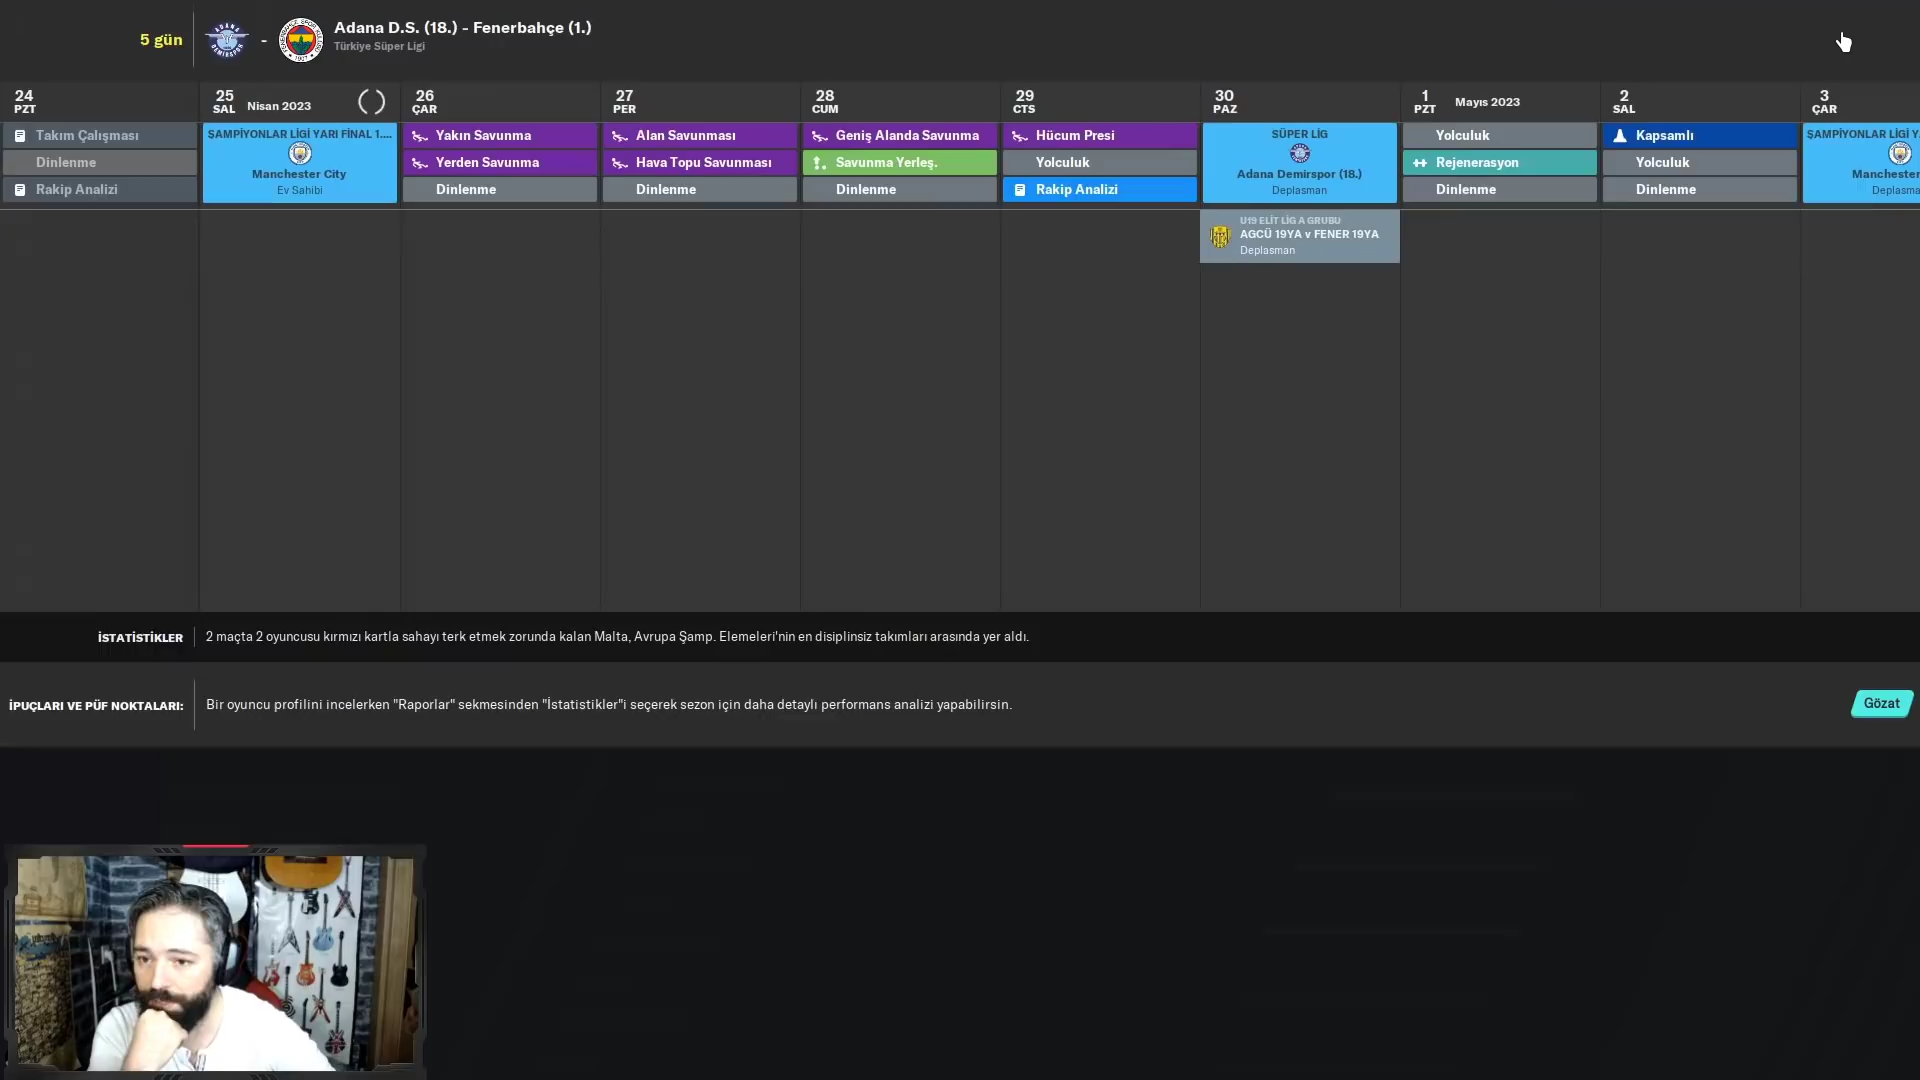 5 gün
-
Adana D.S. (18.) - Fenerbahçe (1.)
Türkiye Süper Ligi
24
PZT
25
SAL
Nisan 2023
26
ÇAR
27
PER
28
CUM
29
CTS
30
PAZ
1
PZT
Mayıs 2023
2
SAL
3
ÇAR
Takım Çalışması
Dinlenme
Rakip Analizi
ŞAMPİYONLAR LİGİ YARI FİNAL 1....
Manchester City
Ev Sahibi
Yakın Savunma
Yerden Savunma
Dinlenme
Alan Savunması
Hava Topu Savunması
Dinlenme
Geniş Alanda Savunma
Savunma Yerleş.
Dinlenme
Hücum Presi
Yolculuk
Rakip Analizi
SÜPER LİG
Adana Demirspor (18.)
Deplasman
U19 ELİT LİG A GRUBU
AGCÜ 19YA v FENER 19YA
Deplasman
Yolculuk
Rejenerasyon
Dinlenme
Kapsamlı
Yolculuk
Dinlenme
ŞAMPİYONLAR LİGİ Y
Manchester
Deplasma
İSTATİSTİKLER
2 maçta 2 oyuncusu kırmızı kartla sahayı terk etmek zorunda kalan Malta, Avrupa Şamp. Elemeleri'nin en disiplinsiz takımları arasında yer aldı.
İPUÇLARI VE PÜF NOKTALARI:
Bir oyuncu profilini incelerken "Raporlar" sekmesinden "İstatistikler"i seçerek sezon için daha detaylı performans analizi yapabilirsin.
Gözat